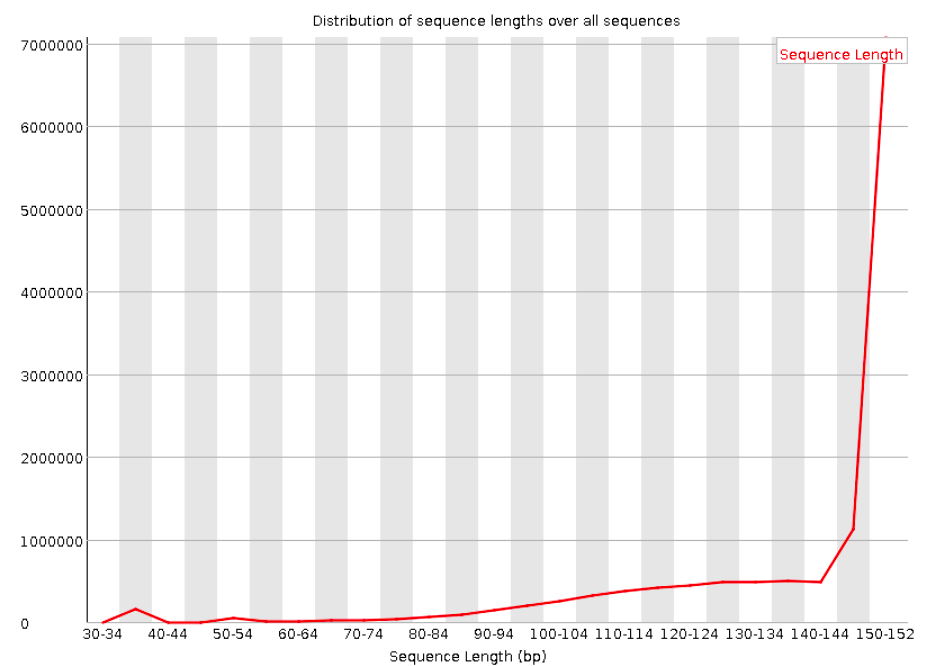 Distribution of sequence lengths over all sequences
7000000
Sequence Length
6000000
5000000
4000000
3000000
2000000
1000000
0
30-34 40-44 50-54 60-64 70-74 80-84 90-94 100-104 110-114 120-124 130-134 140-144 150-152
Sequence Length (bp)